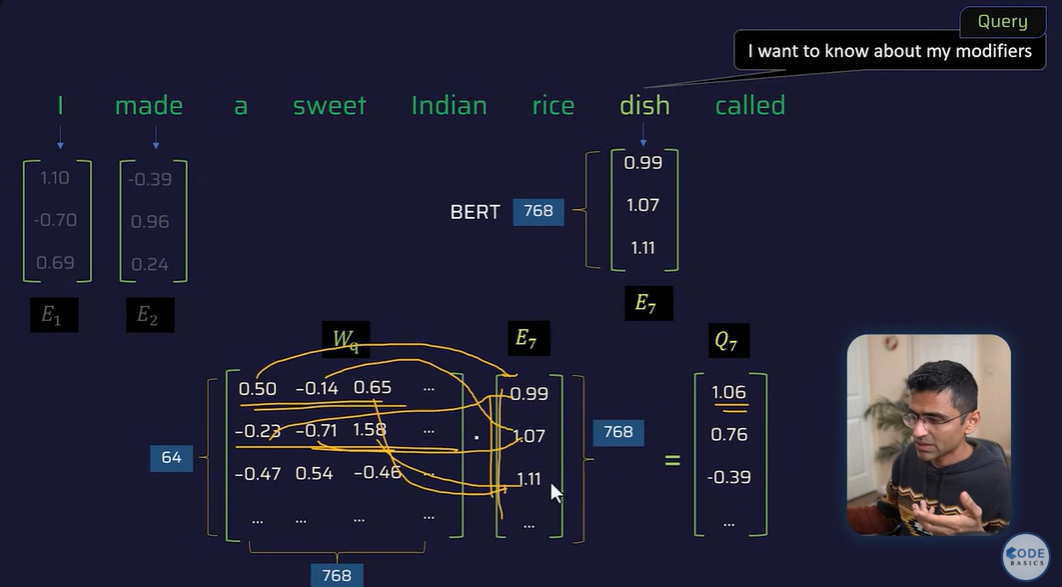 Query
I want to know about my modifiers
I made a sweet Indian rice dish called
1.10 -0.39 0.99
-0.70 0.96 1.07
0.69 0.24 1.11
BERT 768
E₁ E₂ E₇
W_q E₇ Q₇
0.50 -0.14 0.65 ... 0.99 1.06
-0.23 -0.71 1.58 ... 1.07 0.76
-0.47 0.54 -0.46 ... 1.11 -0.39
... ... ... ... ... ...
64 . 768 =
768
CODE
BASICS